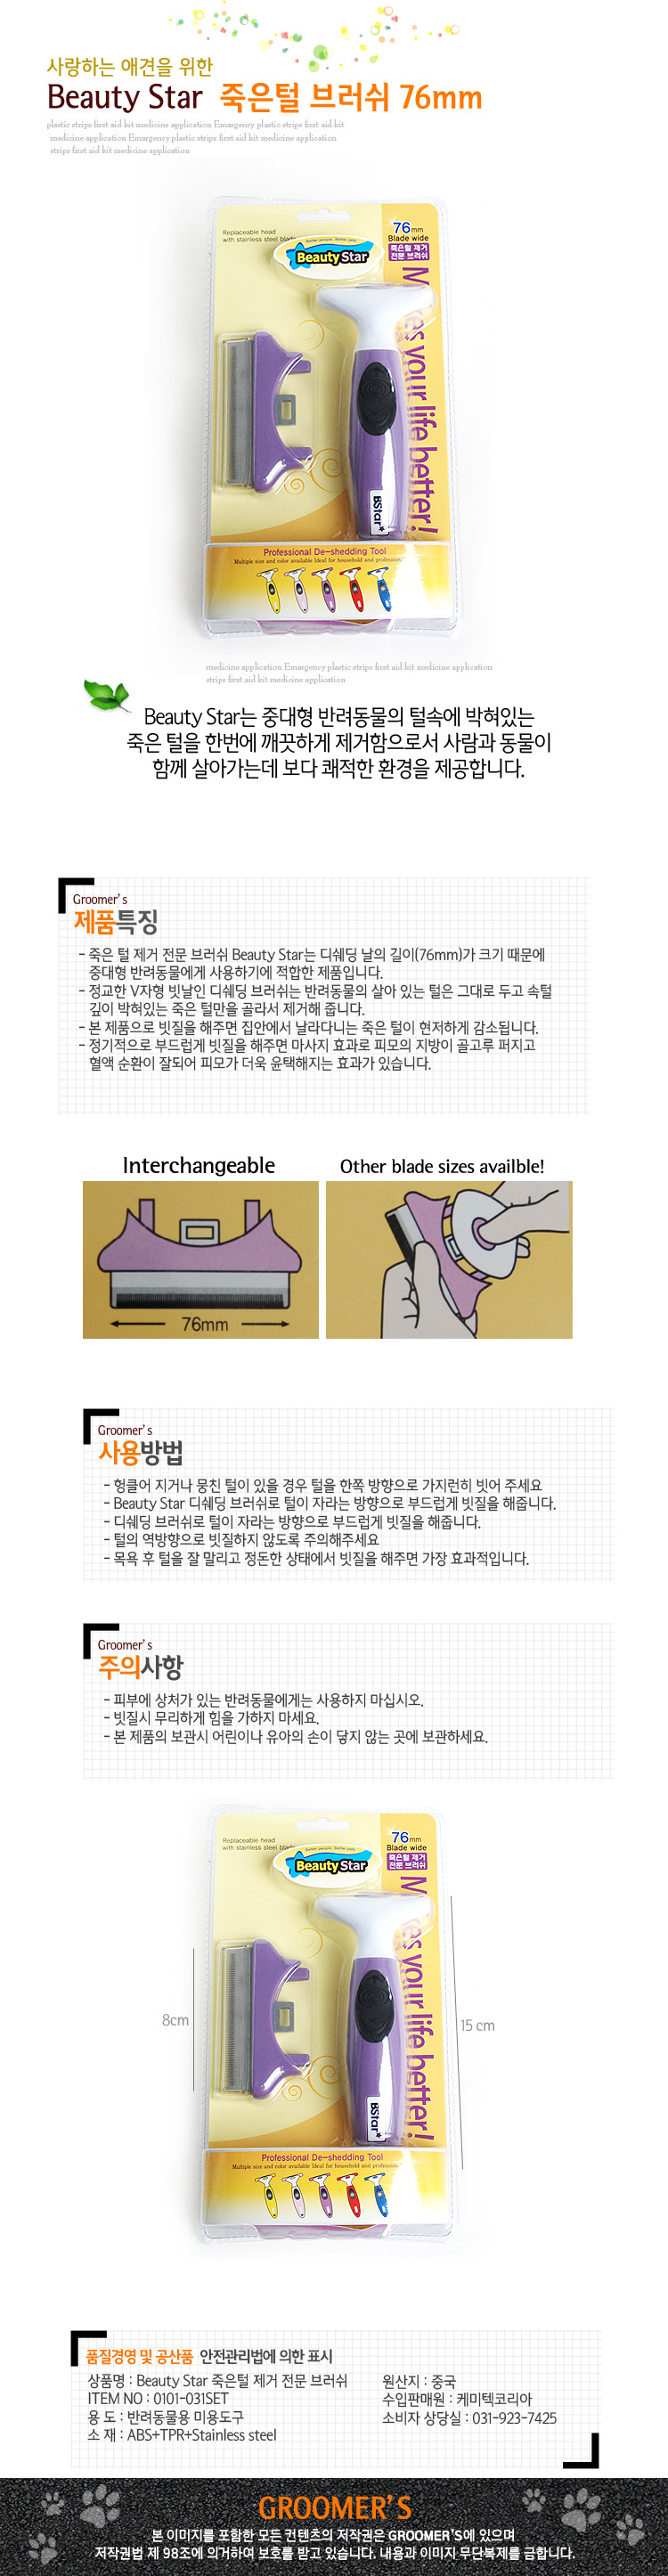 사랑하는 애견을 위한
Beauty Star 죽은털 브러쉬 76mm
plastic strips first aid kit medicine application Emaregency plastic strips first aid kit
medicine application Emaregency plastic strips first aid kit medicine application
strips first aid kit medicine application
Replaceable head
with stainless steel blade
BeautyStar
76mm
Blade wide
죽은털 제거
전문 브러쉬
your life better!
BStar
Professional De-shedding Tool
Multiple size and color available Ideal for household and
medicine application Emaregency plastic strips first aid kit medicine application
strips first aid kit medicine application
Beauty Star는 중대형 반려동물의 털속에 박혀있는
죽은 털을 한번에 깨끗하게 제거함으로서 사람과 동물이
함께 살아가는데 보다 쾌적한 환경을 제공합니다.
Groomer's
제품특징
- 죽은 털 제거 전문 브러쉬 Beauty Star는 디쉐딩 날의 길이(76mm)가 크기 때문에
중대형 반려동물에게 사용하기에 적합한 제품입니다.
- 정교한 V자형 빗날인 디쉐딩 브러쉬는 반려동물의 살아 있는 털은 그대로 두고 속털
깊이 박혀있는 죽은 털만을 골라서 제거해 줍니다.
- 본 제품으로 빗질을 해주면 집안에서 날라다니는 죽은 털이 현저하게 감소됩니다.
- 정기적으로 부드럽게 빗질을 해주면 마사지 효과로 피모의 지방이 골고루 퍼지고
혈액 순환이 잘되어 피모가 더욱 윤택해지는 효과가 있습니다.
Interchangeable
Other blade sizes availble!
76mm
Groomer's
사용방법
- 헝클어 지거나 뭉친 털이 있을 경우 털을 한쪽 방향으로 가지런히 빗어 주세요
- Beauty Star 디쉐딩 브러쉬로 털이 자라는 방향으로 부드럽게 빗질을 해줍니다.
- 디쉐딩 브러쉬로 털이 자라는 방향으로 부드럽게 빗질을 해줍니다.
- 털의 역방향으로 빗질하지 않도록 주의해주세요
- 목욕 후 털을 잘 말리고 정돈한 상태에서 빗질을 해주면 가장 효과적입니다.
Groomer's
주의사항
- 피부에 상처가 있는 반려동물에게는 사용하지 마십시오.
- 빗질시 무리하게 힘을 가하지 마세요.
- 본 제품의 보관시 어린이나 유아의 손이 닿지 않는 곳에 보관하세요.
Replaceable head
with stainless steel blade
BeautyStar
76mm
Blade wide
죽은털 제거
전문 브러쉬
your life better!
BStar
8cm
15 cm
Professional De-shedding Tool
Multiple size and color available Ideal for household and
품질경영 및 공산품 안전관리법에 의한 표시
상품명 : Beauty Star 죽은털 제거 전문 브러쉬
ITEM NO : 0101-031SET
용 도 : 반려동물용 미용도구
소 재 : ABS+TPR+Stainless steel
원산지 : 중국
수입판매원 : 케미텍코리아
소비자 상담실 : 031-923-7425
GROOMER'S
본 이미지를 포함한 모든 컨텐츠의 저작권은 GROOMER'S에 있으며
저작권법 제 98조에 의거하여 보호를 받고 있습니다. 내용과 이미지 무단복제를 금합니다.